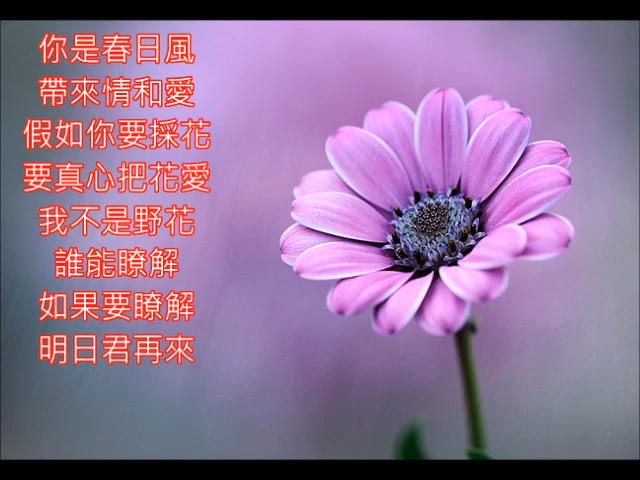 你是春日風
帶來情和愛
假如你要採花
要真心把花愛
我不是野花
誰能瞭解
如果要瞭解
明日君再來